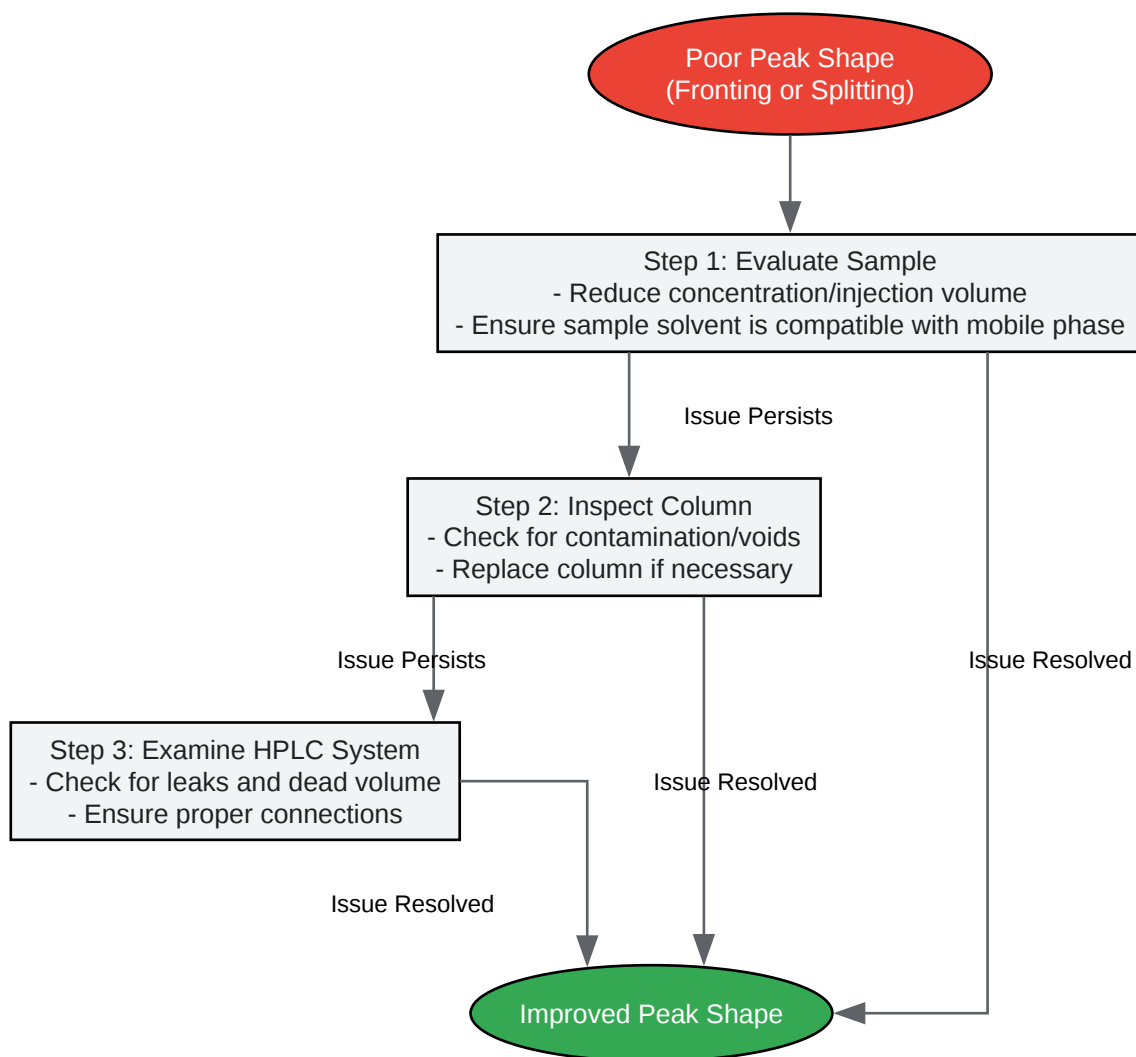 Poor Peak Shape
(Fronting or Splitting)
Step 1: Evaluate Sample
- Reduce concentration/injection volume
- Ensure sample solvent is compatible with mobile phase
Issue Persists
Step 2: Inspect Column
- Check for contamination/voids
- Replace column if necessary
Issue Persists
Issue Resolved
Step 3: Examine HPLC System
- Check for leaks and dead volume
- Ensure proper connections
Issue Resolved
Issue Resolved
Improved Peak Shape